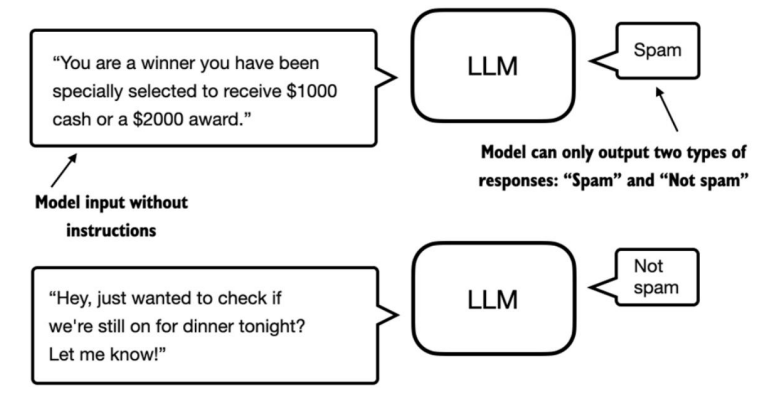 “You are a winner you have been
specially selected to receive $1000
cash or a $2000 award.”
LLM
Spam
Model can only output two types of
responses: “Spam” and “Not spam”
Model input without
instructions
“Hey, just wanted to check if
we're still on for dinner tonight?
Let me know!”
LLM
Not
spam